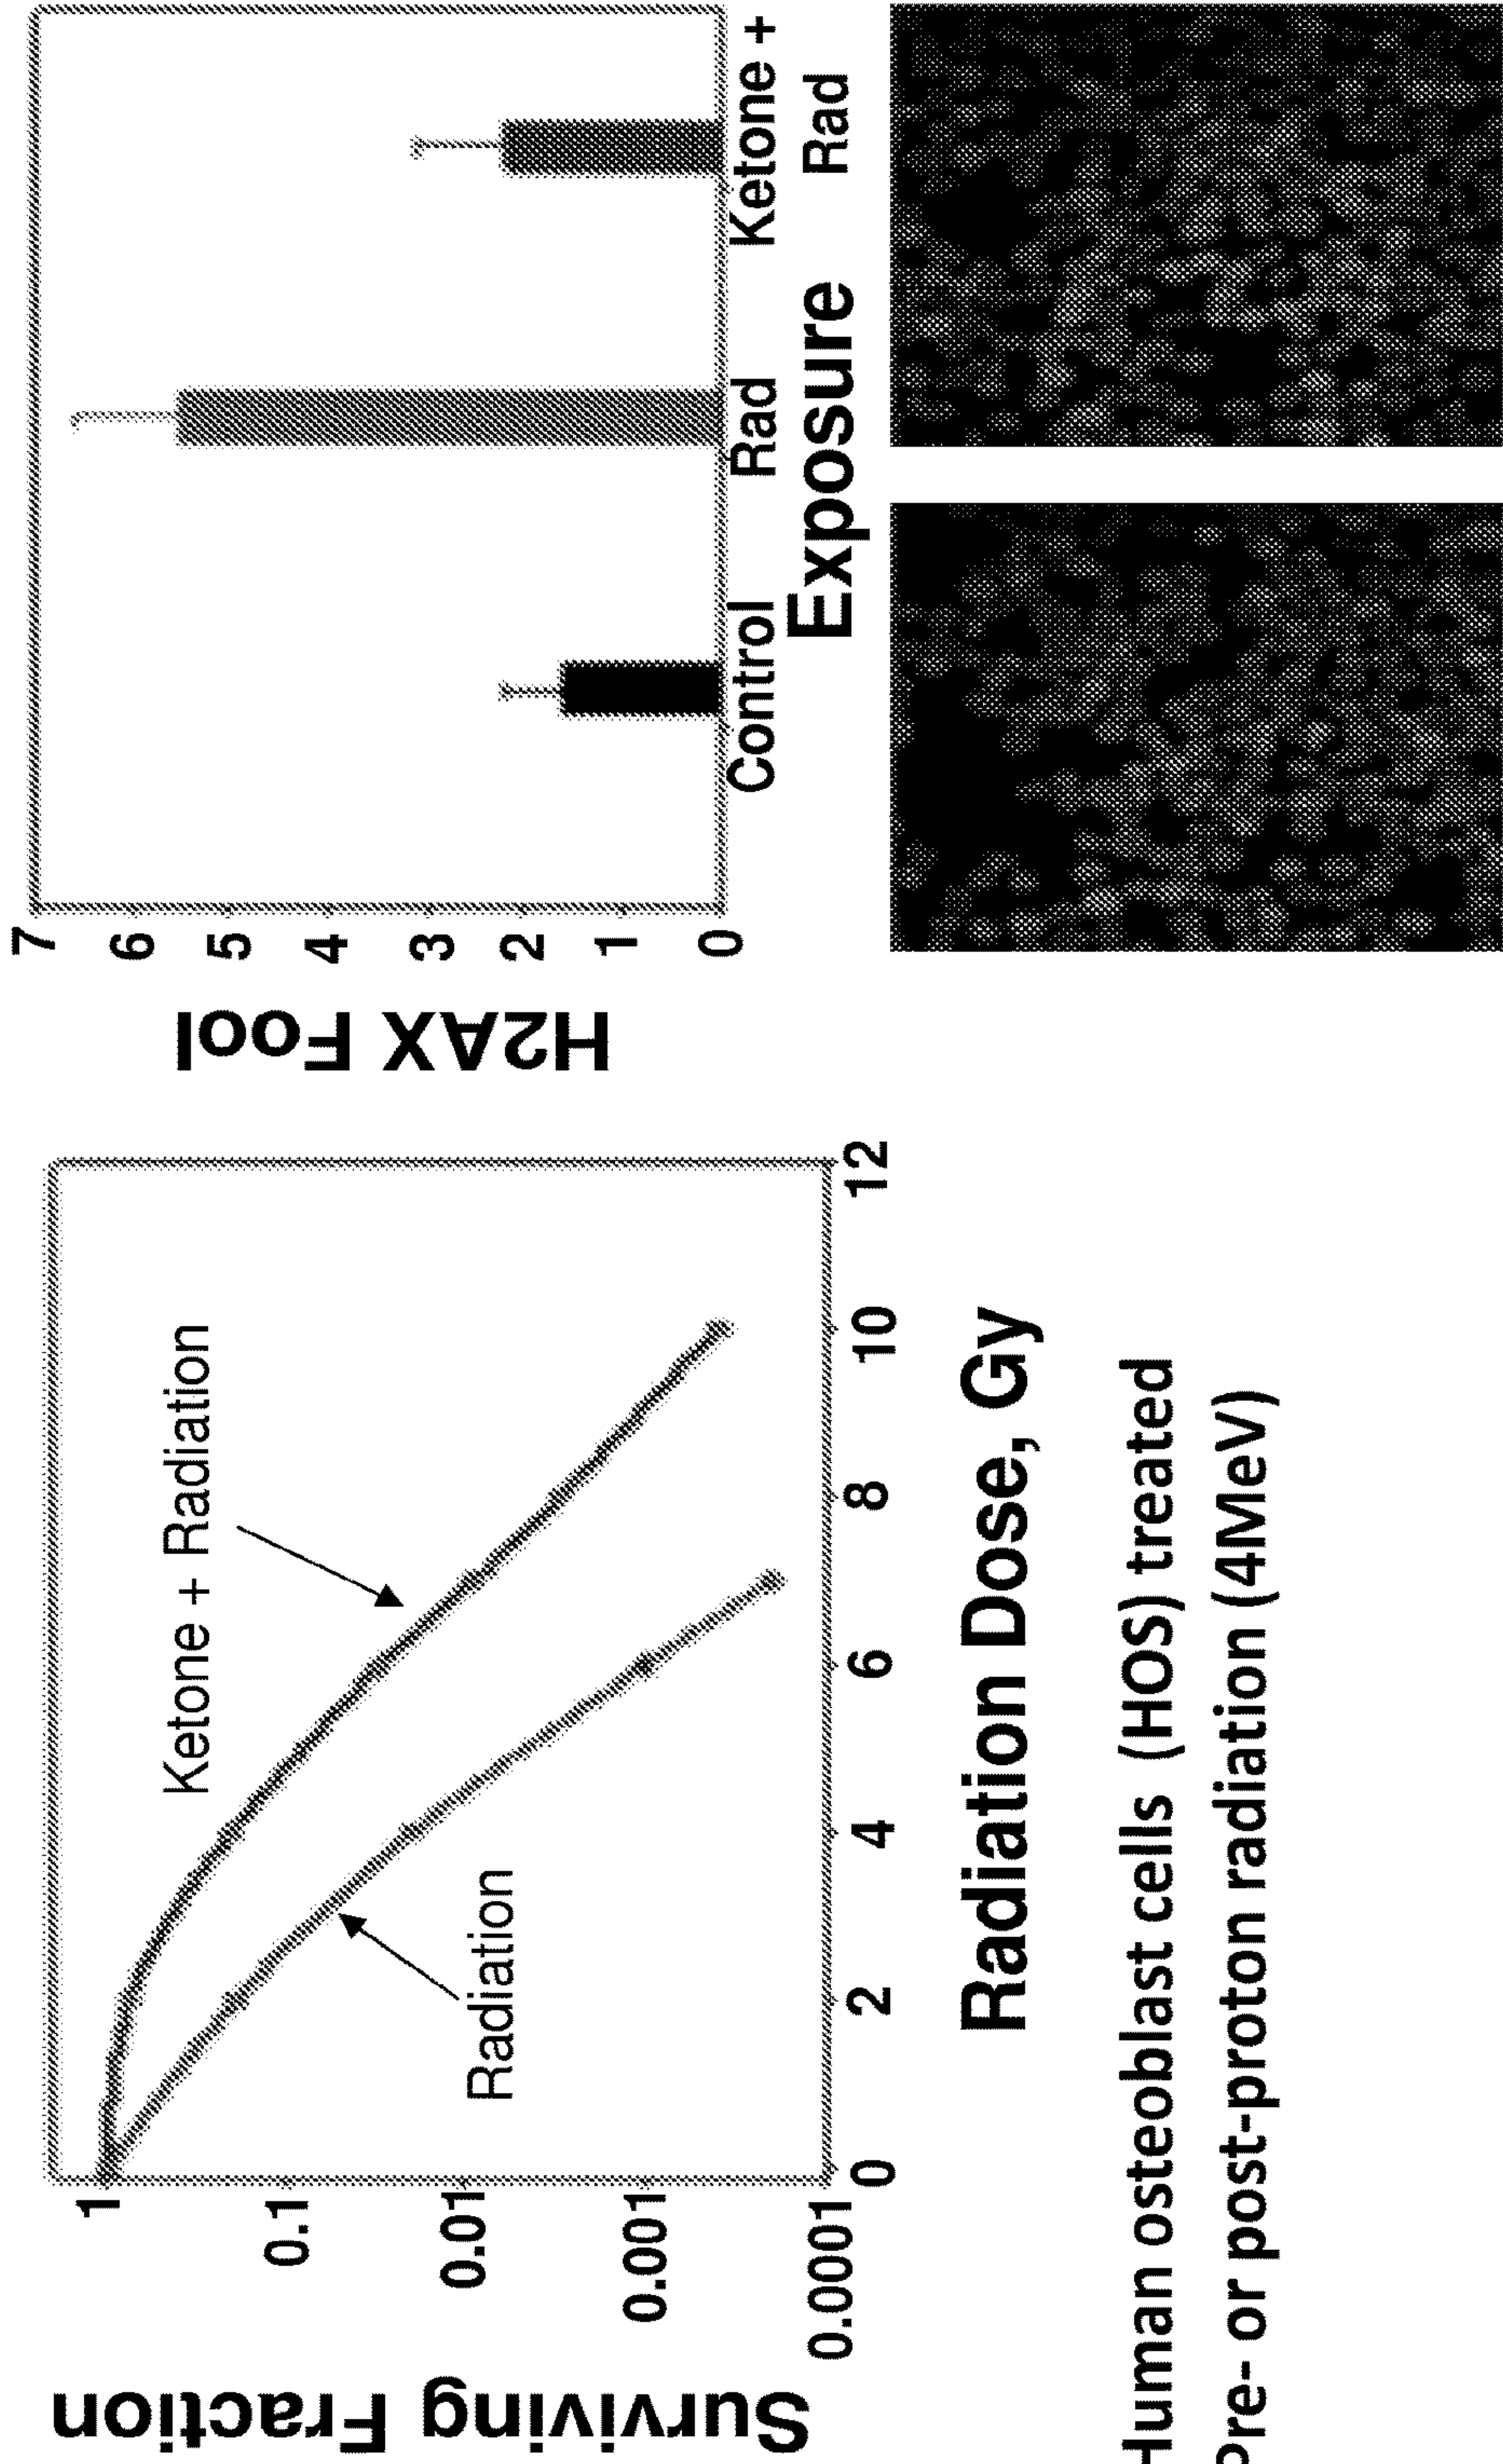 Surviving Fraction
1
0.1
0.01
0.001
0.0001
Ketone + Radiation
Radiation
0 2 4 6 8 10 12
Radiation Dose, Gy
Human osteoblast cells (HOS) treated
Pre- or post-proton radiation (4MeV)
H2AX Fool
7
6
5
4
3
2
1
0
Control Rad Ketone +
Rad
Exposure